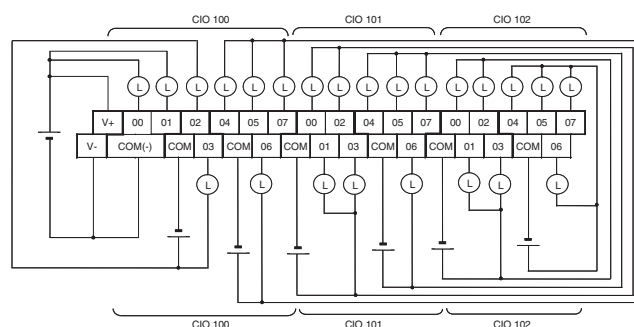 CIO 100 CIO 101 CIO 102
L L L L L L L L L L L L L L L L
V+ 00 01 02 04 05 07 00 02 04 05 07 00 02 04 05 07
V- COM(-) COM 03 COM 06 COM 01 03 COM 06 COM 01 03 COM 06
L L L L L L L L
CIO 100 CIO 101 CIO 102